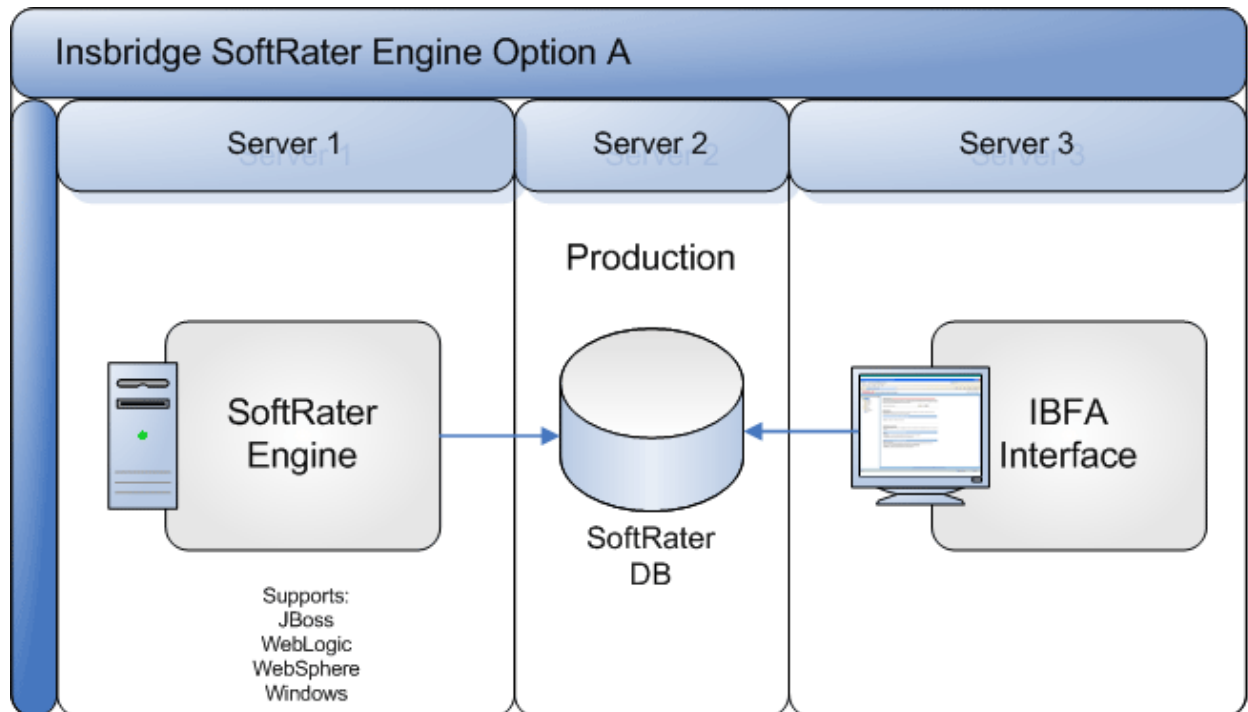 Insbridge SoftRater Engine Option A
Server 1
Server 2
Server 3
Production
SoftRater
Engine
SoftRater
DB
IBFA
Interface
Supports:
JBoss
WebLogic
WebSphere
Windows